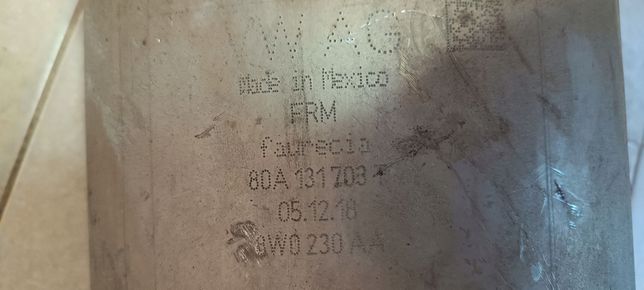 VW AG
Made in Mexico
FRM
faurecia
80A 131 703 T
05.12.18
8W0 230 AA